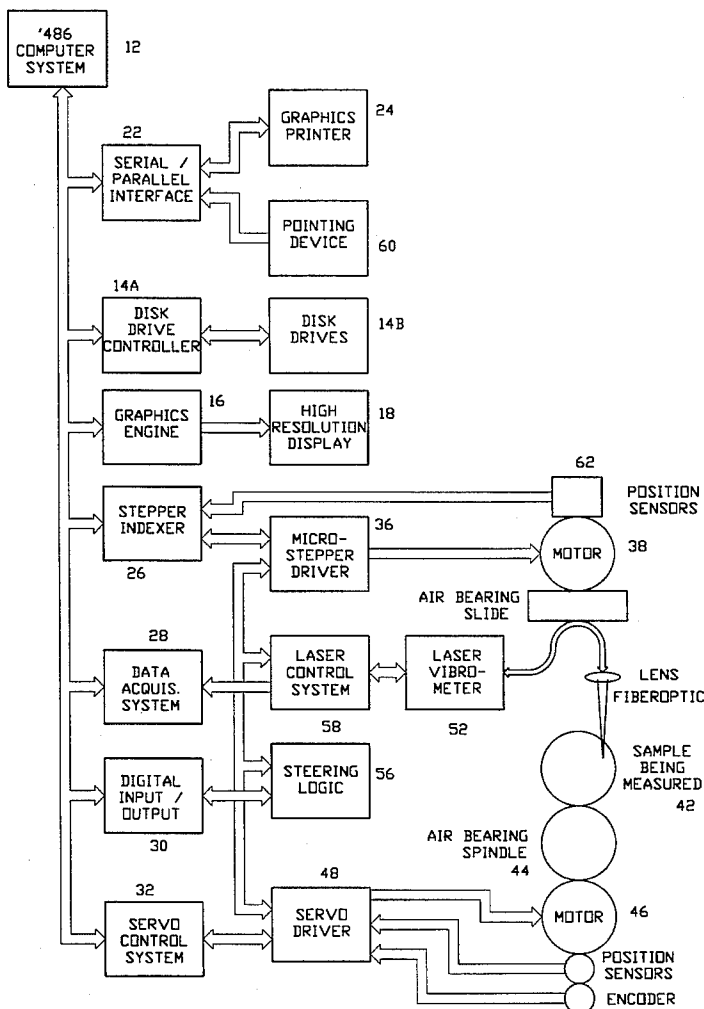 '486
COMPUTER
SYSTEM
12
24
GRAPHICS
PRINTER
22
SERIAL /
PARALLEL
INTERFACE
POINTING
DEVICE
60
14A
DISK
DRIVE
CONTROLLER
DISK
DRIVES
14B
16
GRAPHICS
ENGINE
HIGH
RESOLUTION
DISPLAY
18
62
POSITION
SENSORS
STEPPER
INDEXER
26
36
MICRO-
STEPPER
DRIVER
MOTOR
38
AIR BEARING
SLIDE
28
DATA
ACQUIS.
SYSTEM
LASER
CONTROL
SYSTEM
58
LASER
VIBRO-
METER
52
LENS
FIBEROPTIC
DIGITAL
INPUT /
OUTPUT
30
STEERING
LOGIC
56
SAMPLE
BEING
MEASURED
42
AIR BEARING
SPINDLE
44
32
SERVO
CONTROL
SYSTEM
48
SERVO
DRIVER
MOTOR
46
POSITION
SENSORS
ENCODER